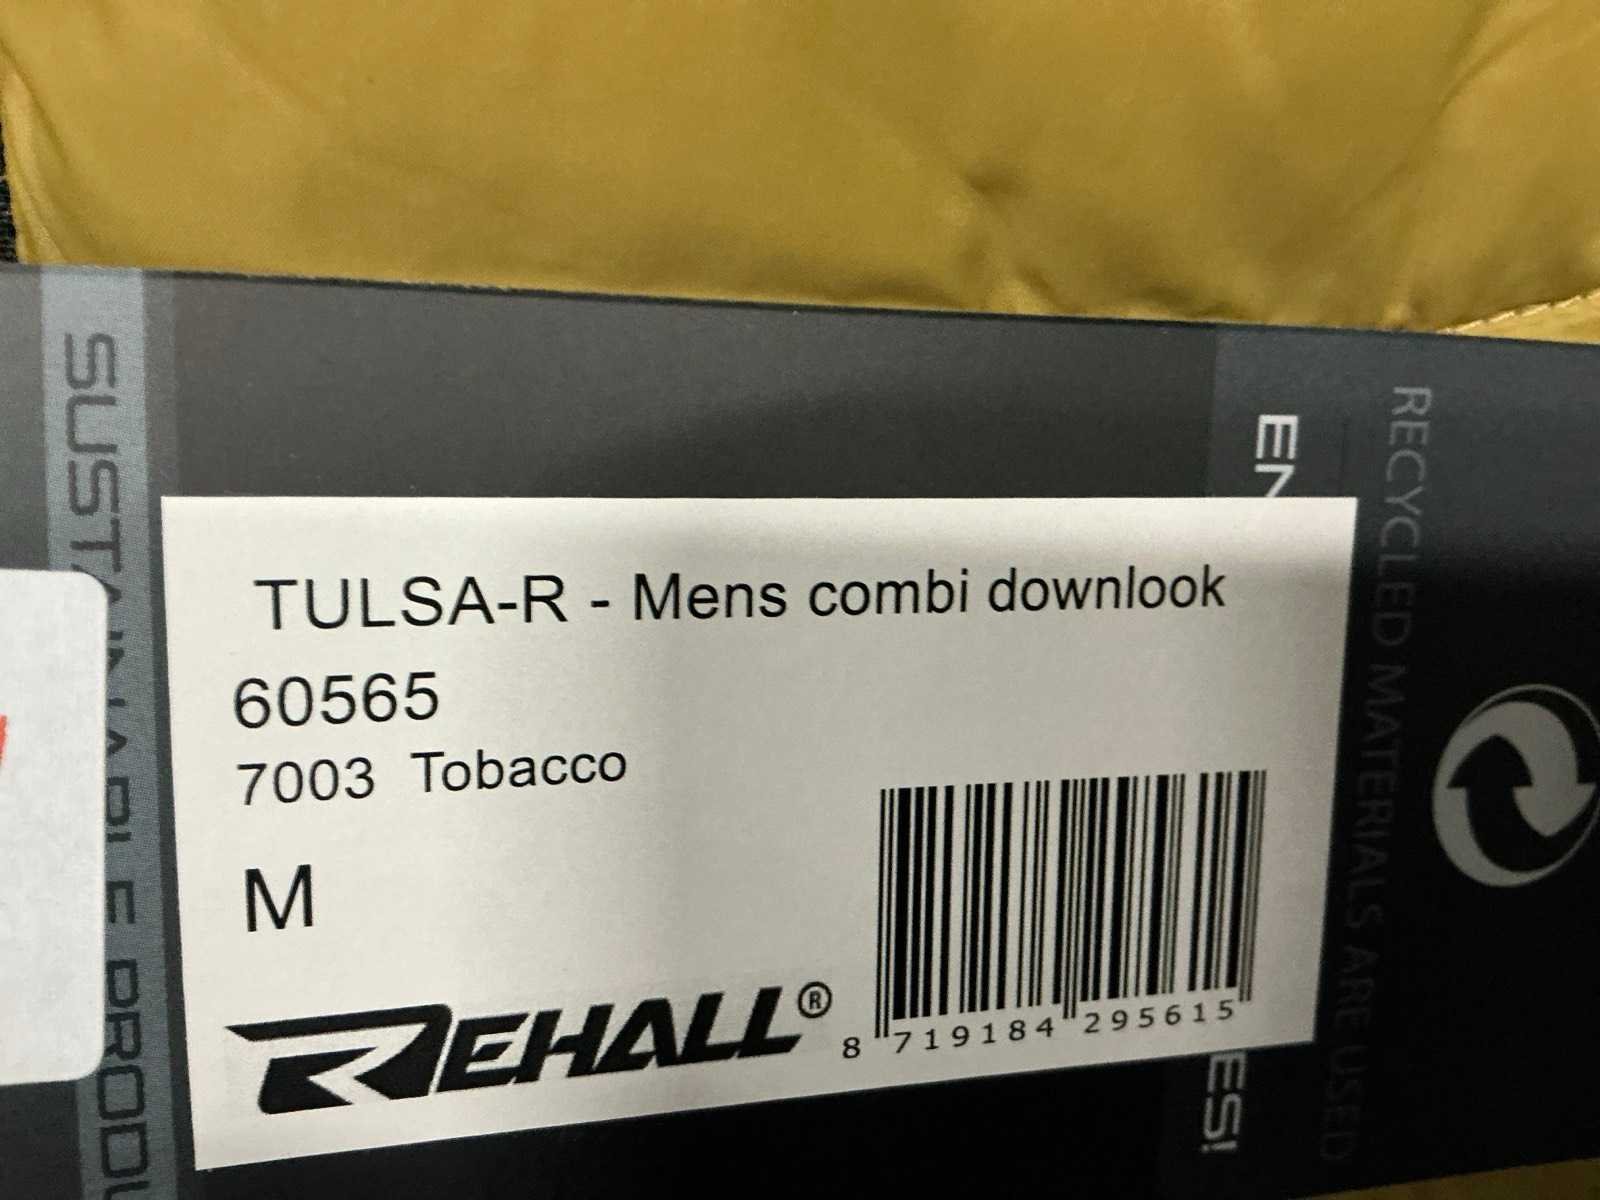 TULSA-R - Mens combi downlook
60565
7003 Tobacco
M
REHALL®
8 719184 295615
RECYCLED MATERIALS ARE USED